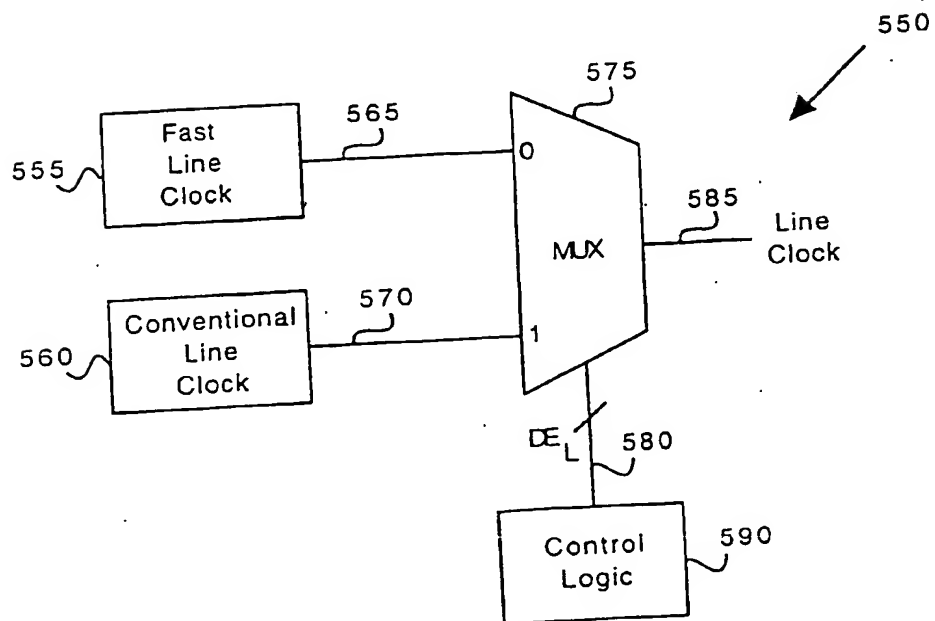 550
575
Fast
Line
Clock
565
555
0
585
Line
Clock
MUX
Conventional
Line
Clock
570
560
1
DE
L
580
Control
Logic
590